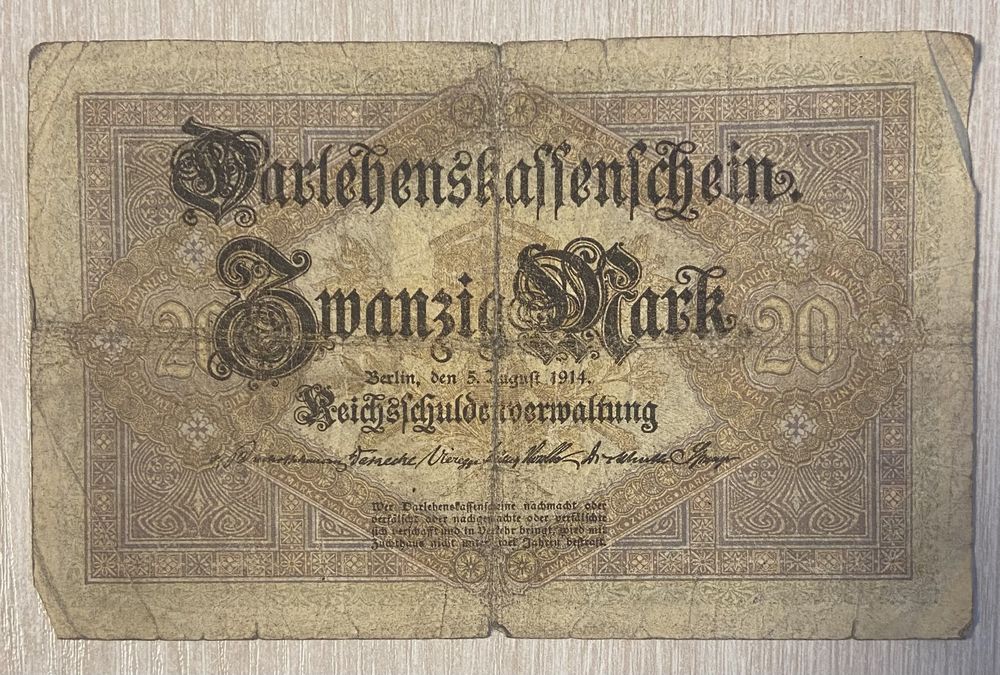 Darlehenskassenschein.
20 Zwanzig Mark 20
Berlin, den 5. August 1914.
Reichsschuldenverwaltung
Wer Darlehenskassenscheine nachmacht oder
verfälscht oder nachgemachte oder verfälschte
sich verschafft und in Verkehr bringt, wird mit
Zuchthaus nicht unter zwei Jahren bestraft.